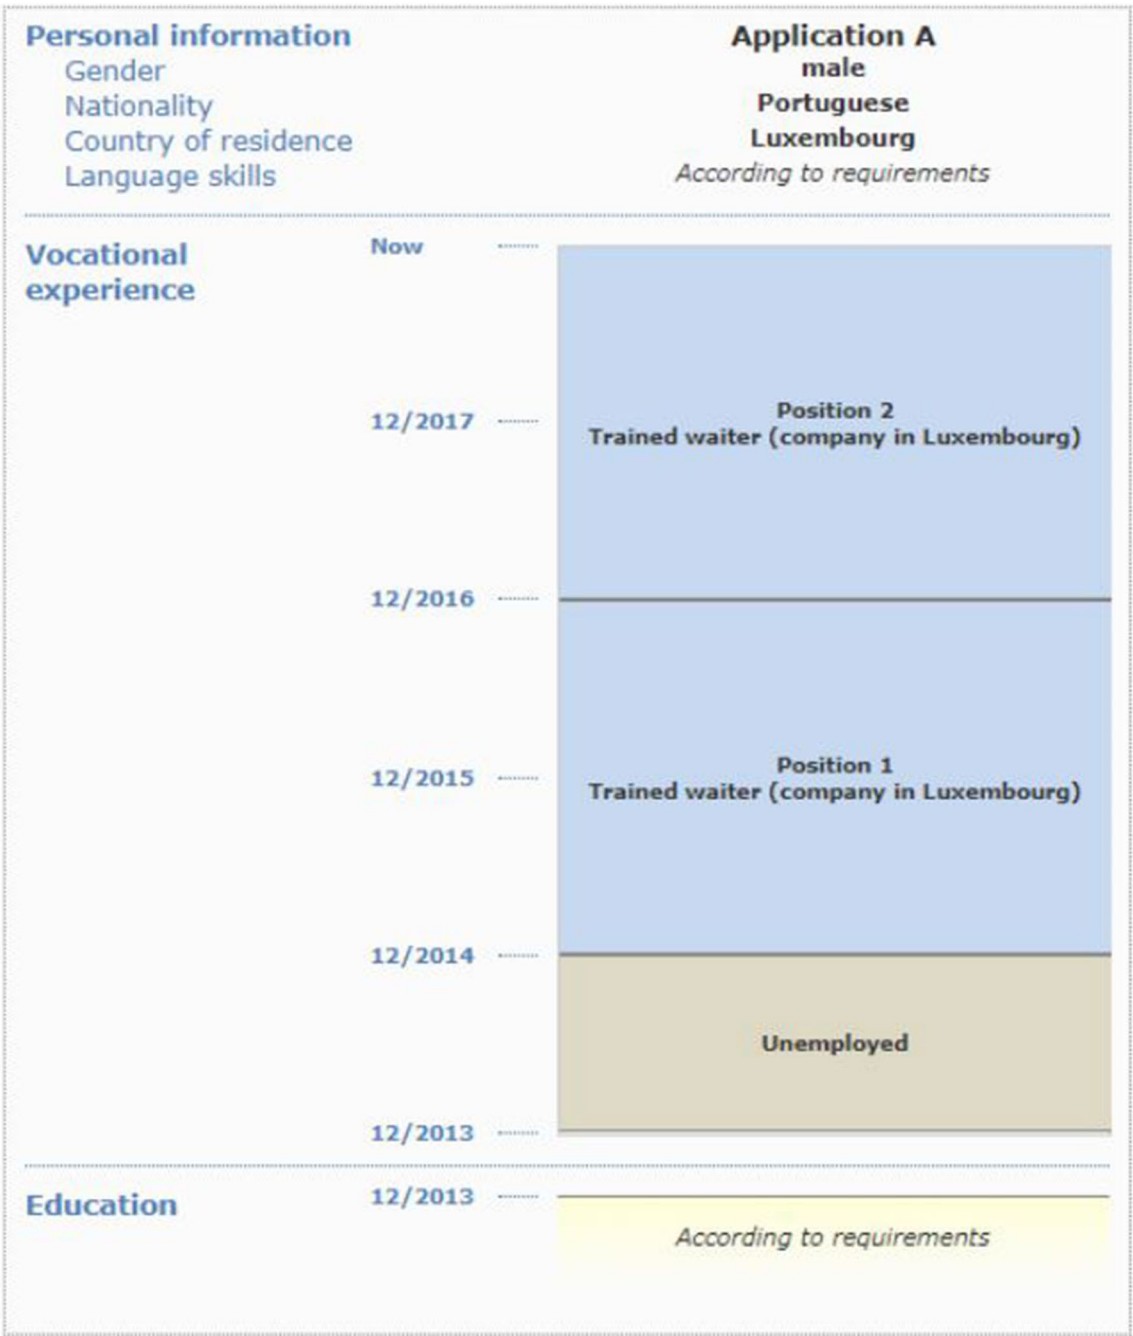 Personal information
Application A
Gender
male
Nationality
Portuguese
Country of residence
Luxembourg
Language skills
According to requirements
Vocational
experience
Now
12/2017
Position 2
Trained waiter (company in Luxembourg)
12/2016
12/2015
Position 1
Trained waiter (company in Luxembourg)
12/2014
Unemployed
12/2013
Education
12/2013
According to requirements